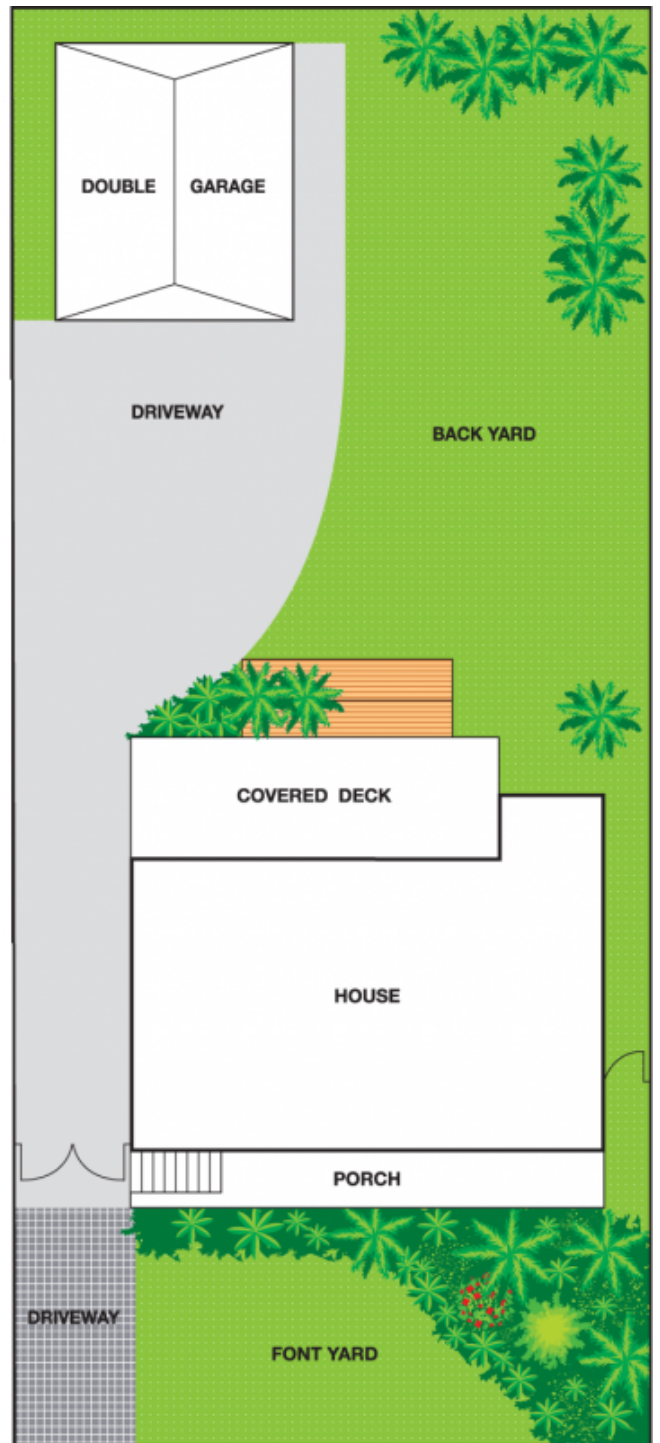 DOUBLE GARAGE
DRIVEWAY
BACK YARD
COVERED DECK
HOUSE
PORCH
DRIVEWAY
FONT YARD